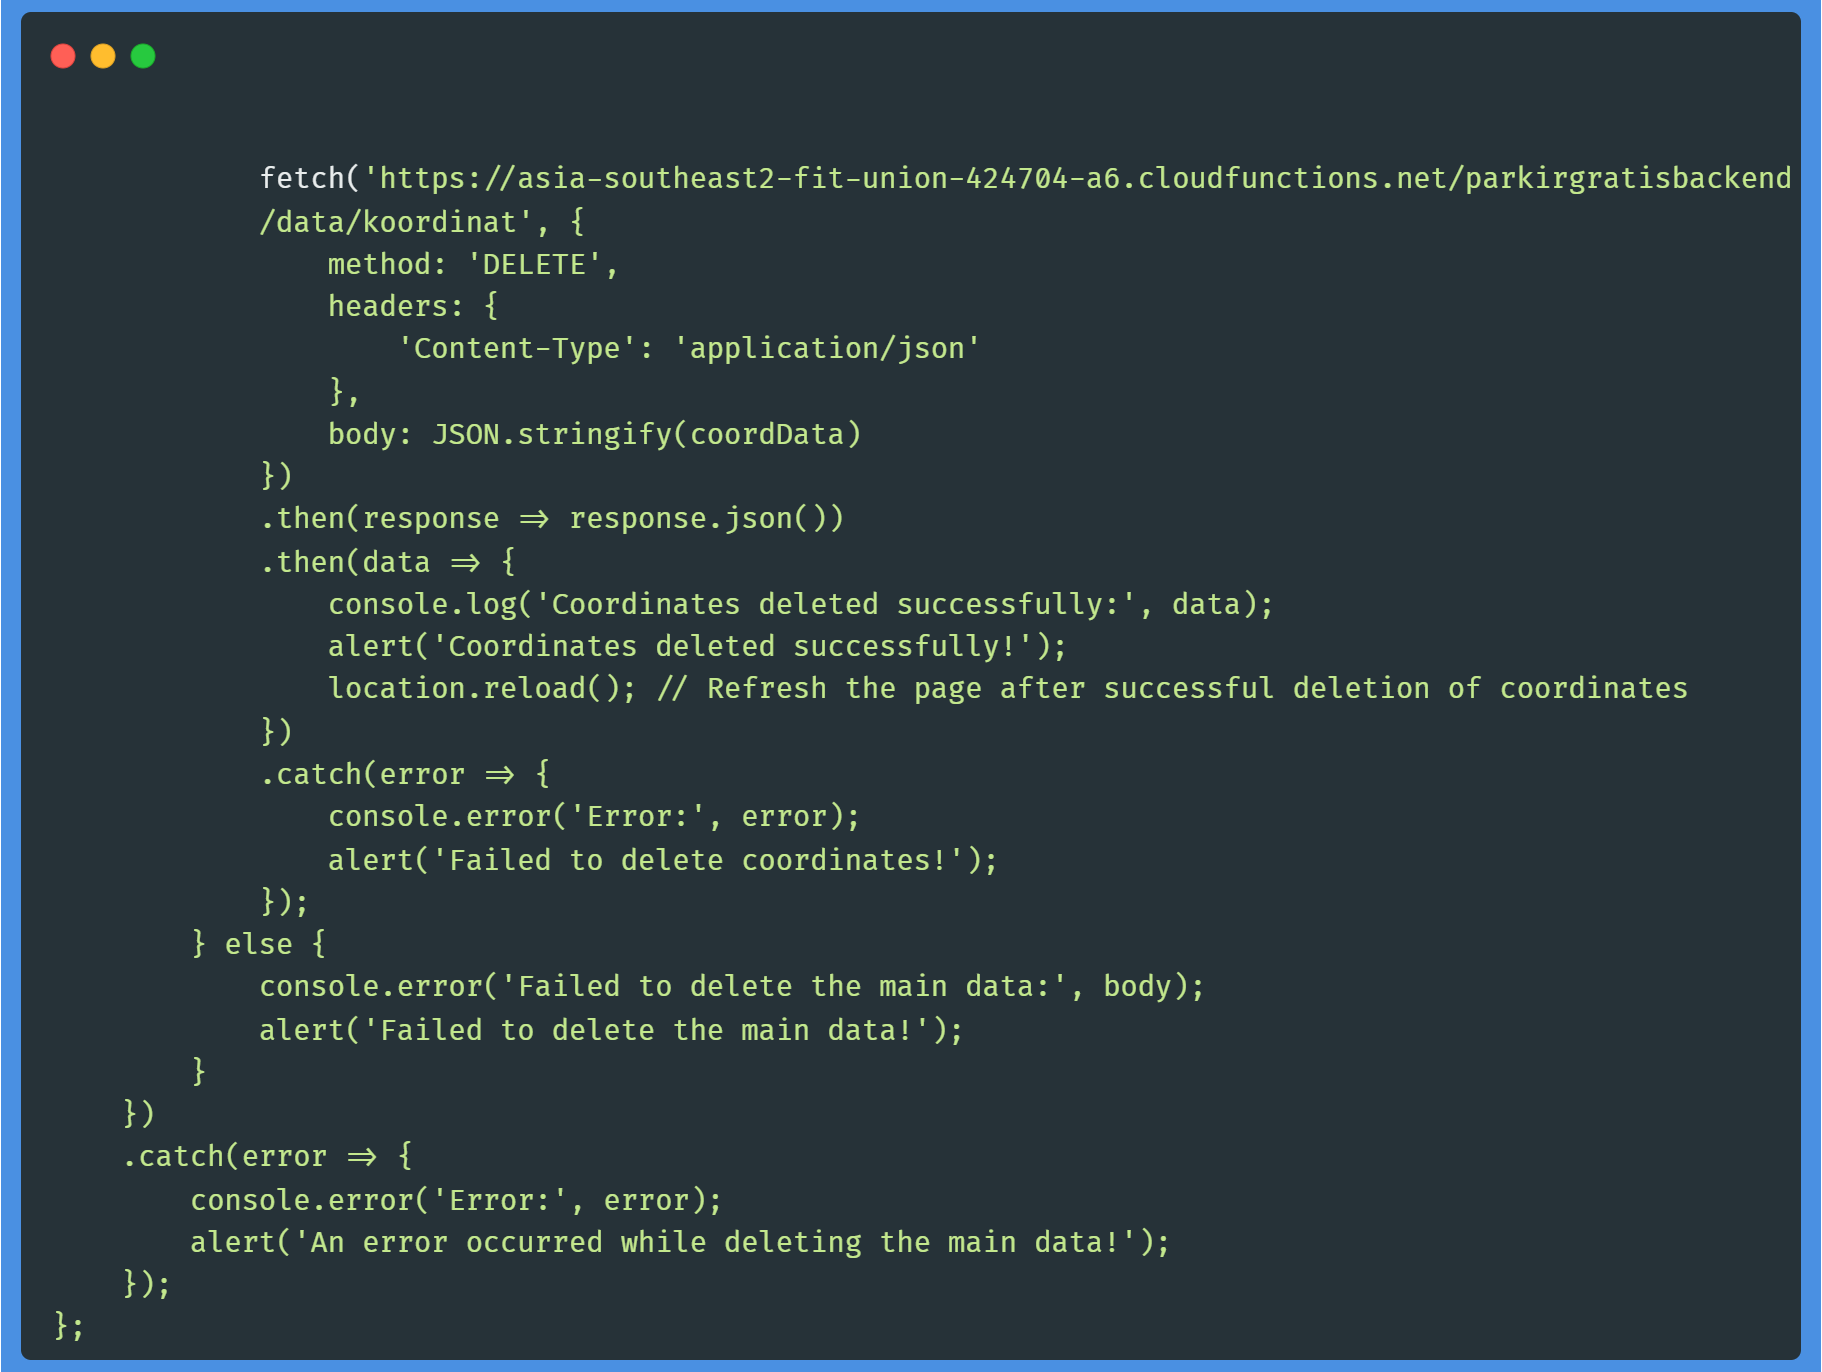 fetch('https://asia-southeast2-fit-union-424704-a6.cloudfunctions.net/parkirgratisbackend
/data/koordinat', {
method: 'DELETE',
headers: {
'Content-Type': 'application/json'
},
body: JSON.stringify(coordData)
})
.then(response => response.json())
.then(data => {
console.log('Coordinates deleted successfully:', data);
alert('Coordinates deleted successfully!');
location.reload(); // Refresh the page after successful deletion of coordinates
})
.catch(error => {
console.error('Error:', error);
alert('Failed to delete coordinates!');
});
} else {
console.error('Failed to delete the main data:', body);
alert('Failed to delete the main data!');
}
})
.catch(error => {
console.error('Error:', error);
alert('An error occurred while deleting the main data!');
});
};